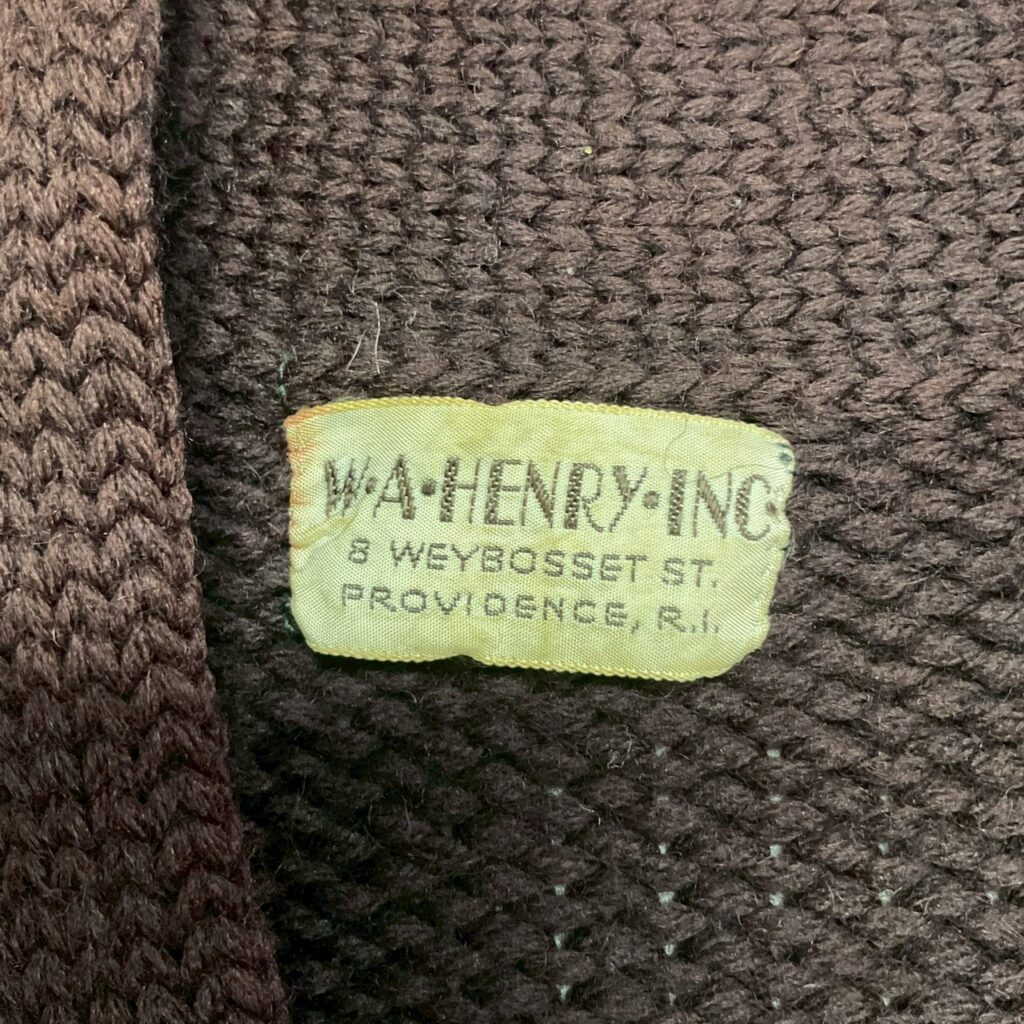 W·A·HENRY·INC
8 WEYBOSSET ST.
PROVIDENCE, R.I.